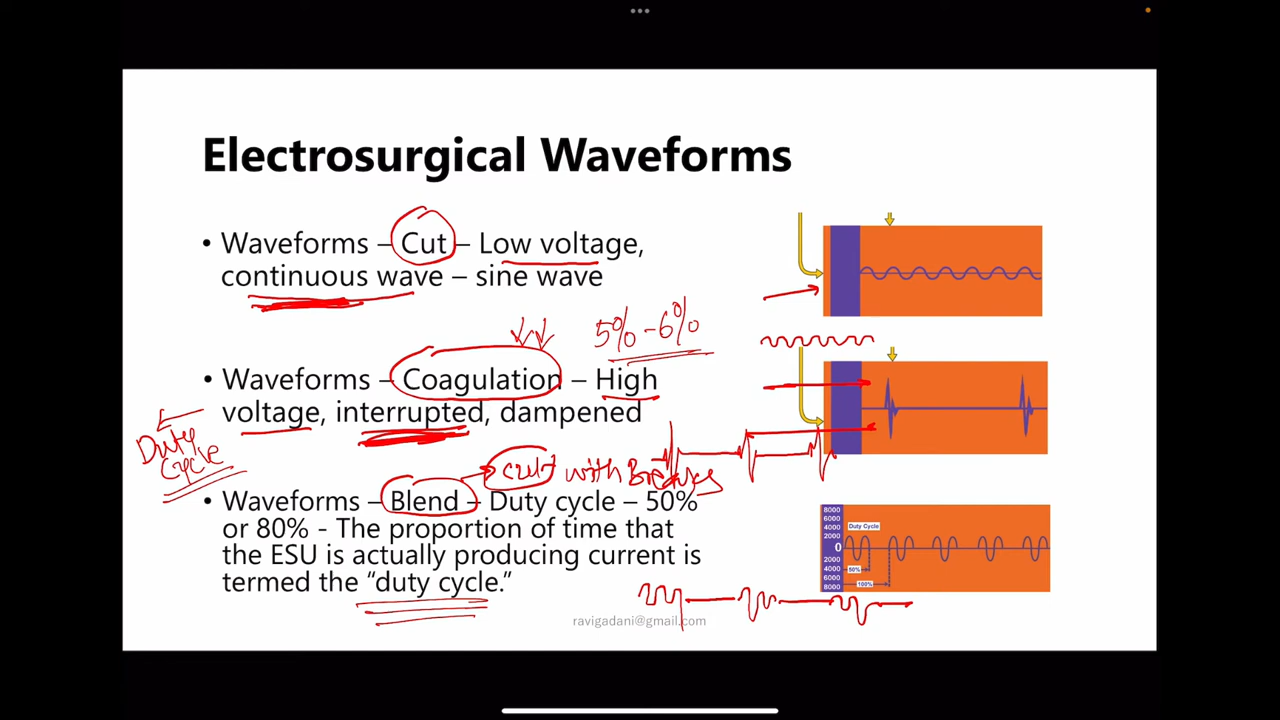 Electrosurgical Waveforms
• Waveforms – Cut – Low voltage,
continuous wave – sine wave
5% - 6%
• Waveforms – Coagulation – High
voltage, interrupted, dampened
Duty
Cycle
cut with Breaks
• Waveforms – Blend – Duty cycle – 50%
or 80% - The proportion of time that
the ESU is actually producing current is
termed the “duty cycle.”
8000
6000
4000
2000
0
2000
4000
6000
8000
Duty Cycle
50%
100%
ravigadani@gmail.com